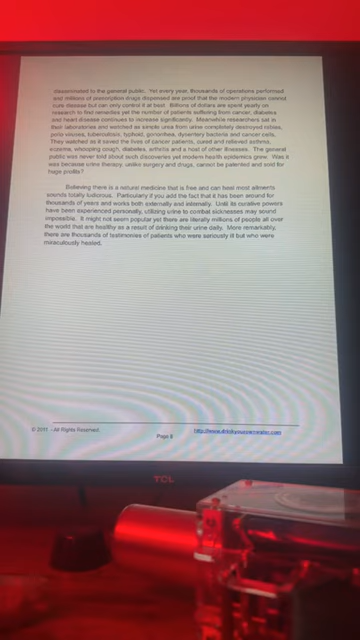 disseminated to the general public. Yet every year, thousands of operations performed
and millions of prescription drugs dispensed are proof that the modern physician cannot
cure disease but can only control it at best. Billions of dollars are spent yearly on
research to find remedies yet the number of patients suffering from cancer, diabetes
and heart disease continues to increase significantly. Meanwhile researchers sat in
their laboratories and watched as simple urea from urine completely destroyed rabies,
polio viruses, tuberculosis, typhoid, gonorrhea, dysentery bacteria and cancer cells.
They watched as it saved the lives of cancer patients, cured and relieved asthma,
eczema, whooping cough, diabetes, arthritis and a host of other illnesses. The general
public was never told about such discoveries yet modern health epidemics grew. Was it
was because urine therapy, unlike surgery and drugs, cannot be patented and sold for
huge profits?
Believing there is a natural medicine that is free and can heal most ailments
sounds totally ludicrous. Particularly if you add the fact that it has been around for
thousands of years and works both externally and internally. Until its curative powers
have been experienced personally, utilizing urine to combat sicknesses may sound
impossible. It might not seem popular yet there are literally millions of people all over
the world that are healthy as a result of drinking their urine daily. More remarkably,
there are thousands of testimonies of patients who were seriously ill but who were
miraculously healed.
© 2011 - All Rights Reserved.
Page 8
TCL